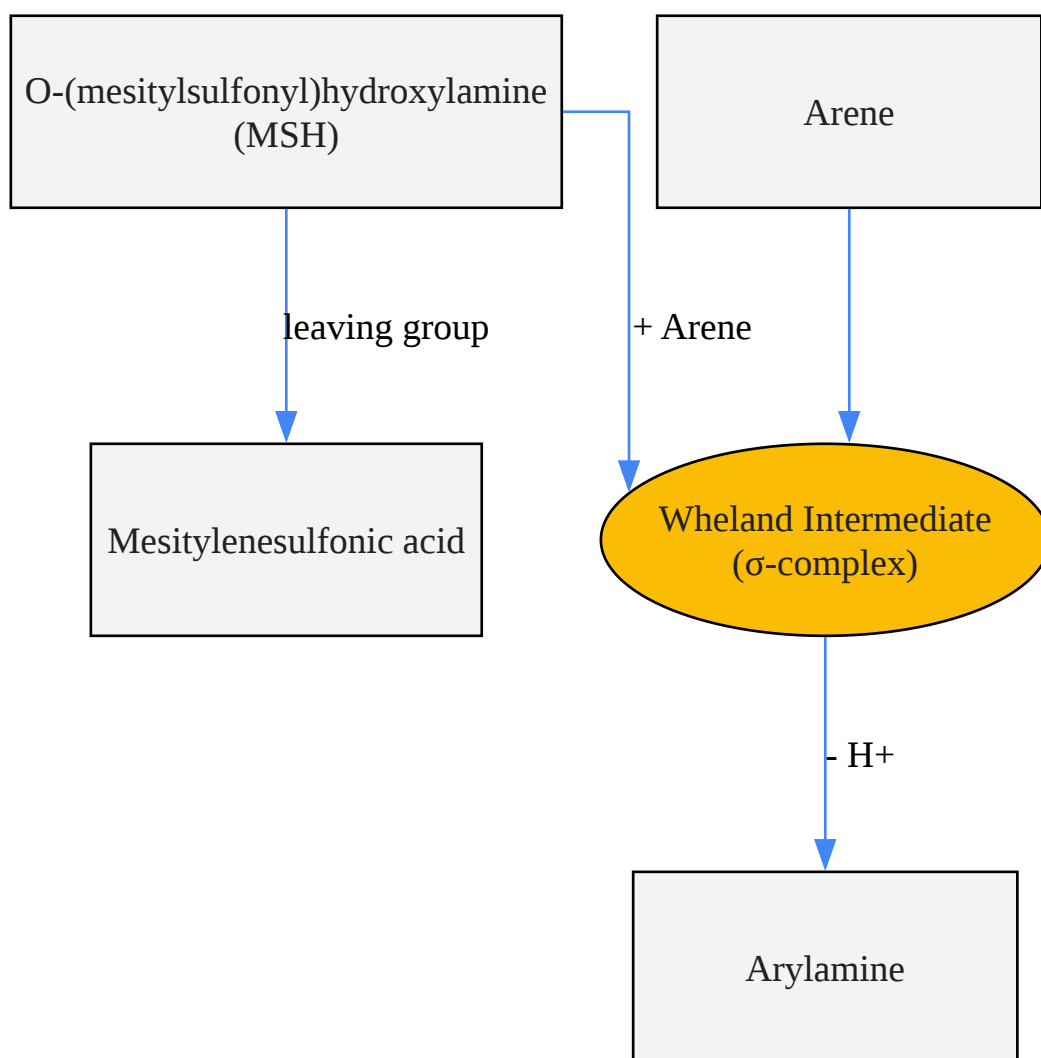 O-(mesitylsulfonyl)hydroxylamine
(MSH)
Arene
leaving group
+ Arene
Mesitylenesulfonic acid
Wheland Intermediate
(σ-complex)
- H+
Arylamine